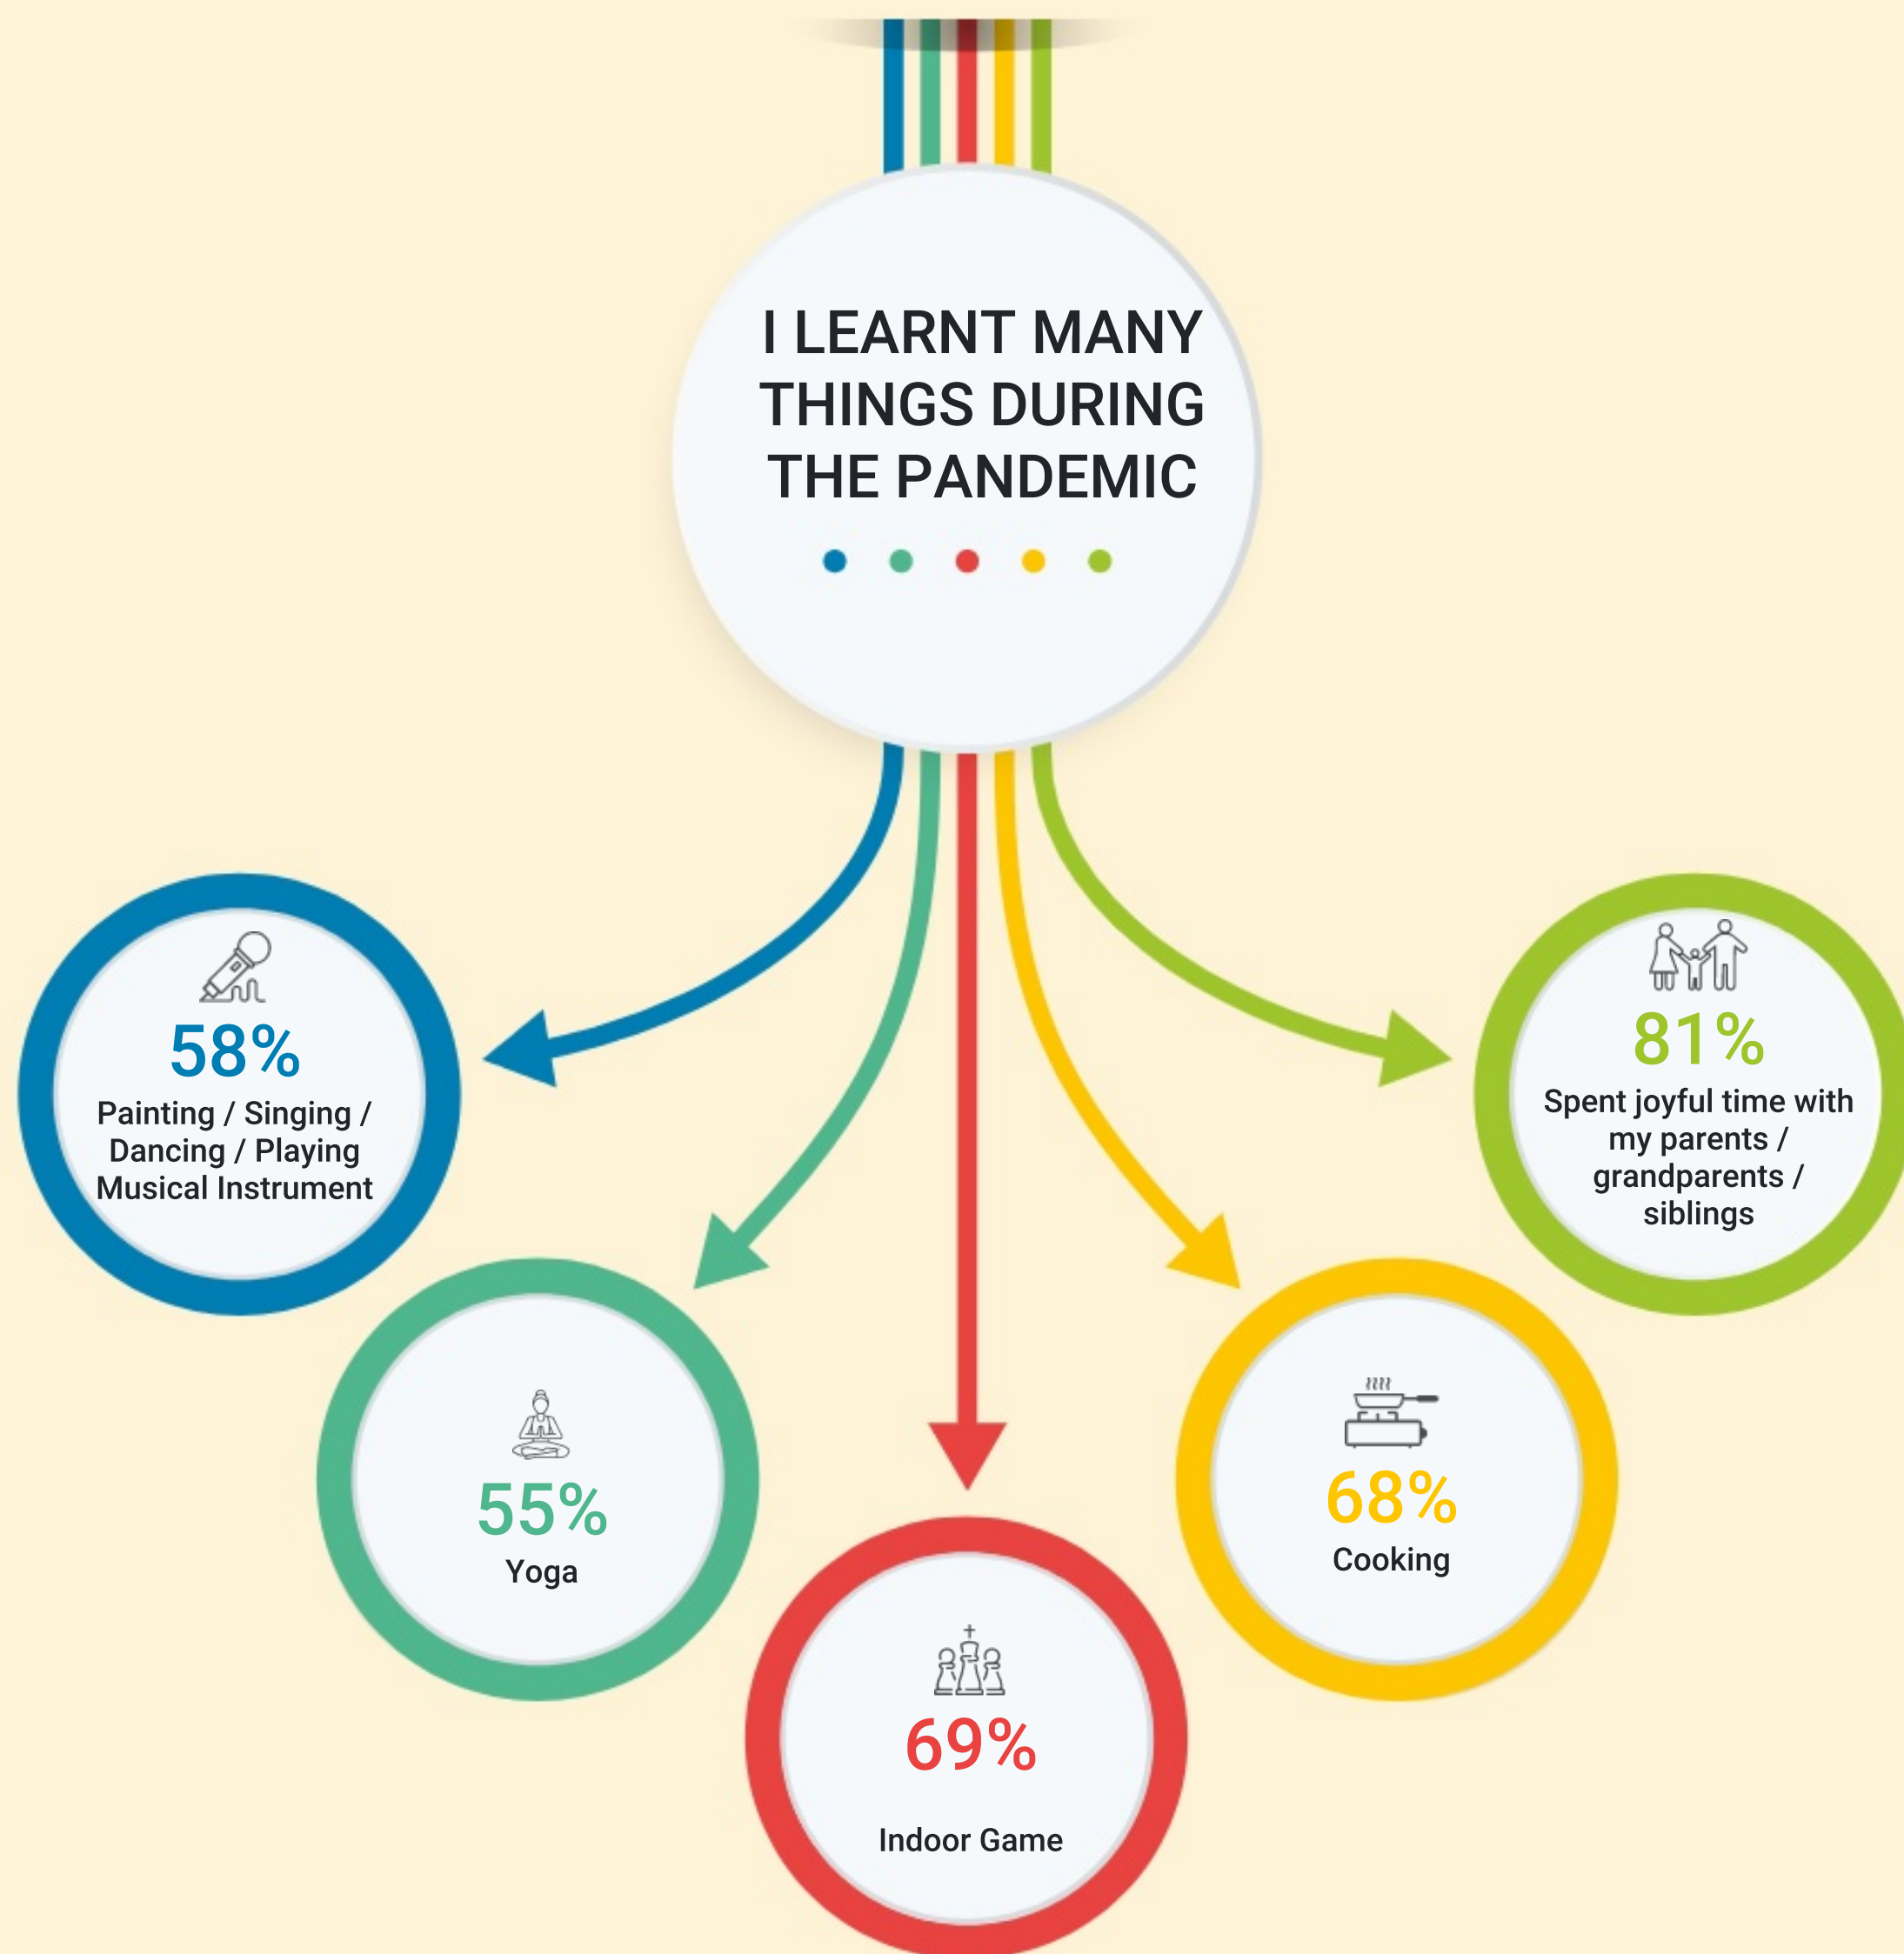 I LEARNT MANY
THINGS DURING
THE PANDEMIC
58%
Painting / Singing /
Dancing / Playing
Musical Instrument
55%
Yoga
69%
Indoor Game
68%
Cooking
81%
Spent joyful time with
my parents /
grandparents /
siblings